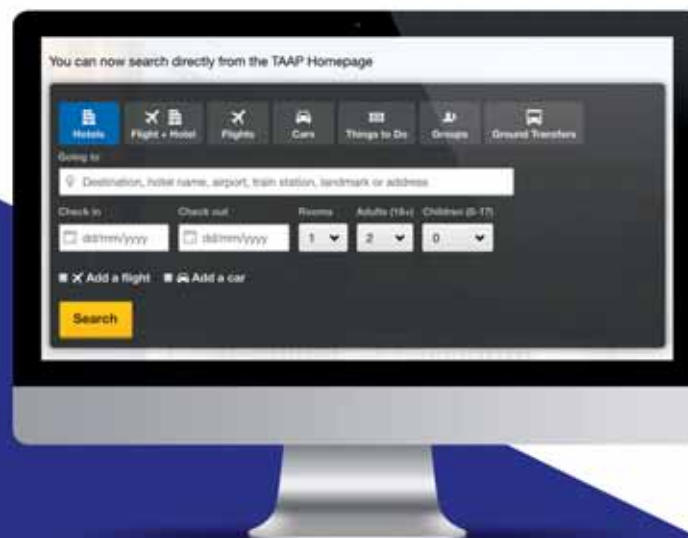 You can now search directly from the TAAP Homepage
Hotels Flight + Hotel Flights Cars Things to Do Groups Ground Transfers
Going to
Destination, hotel name, airport, train station, landmark or address
Check in Check out Rooms Adults (18+) Children (0-17)
dd/mm/yyyy dd/mm/yyyy 1 2 0
Add a flight Add a car
Search